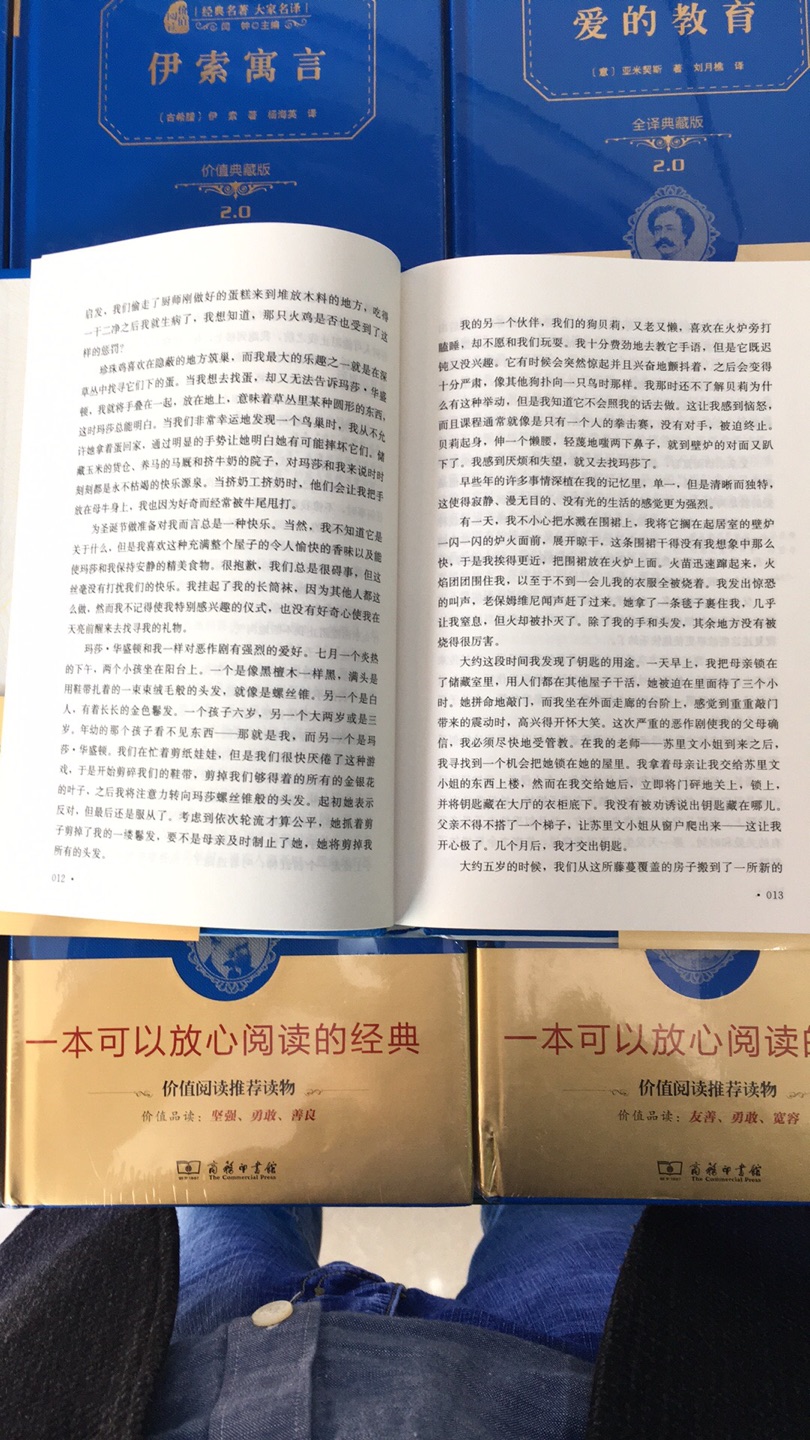 经典名著 大家名译
闫 钟·主编
伊索寓言
〔古希腊〕伊 索 著 杨海英 译
价值典藏版
2.0
爱的教育
〔意〕亚米契斯 著 刘月樵 译
全译典藏版
2.0
启发，我们偷走了厨师刚做好的蛋糕来到堆放木料的地方，吃得
一干二净之后我就生病了，我想知道，那只火鸡是否也受到了这
样的惩罚？
珍珠鸡喜欢在隐蔽的地方筑巢，而我最大的乐趣之一就是在深
草丛中找寻它们下的蛋。当我想去找蛋，却又无法告诉玛莎·华盛
顿，我就将手叠在一起，放在地上，意味着草丛里某种圆形的东西，
这时玛莎总能明白。当我们非常幸运地发现一个鸟巢时，我从不允
许她拿着蛋回家，通过明显的手势让她明白她有可能摔坏它们。储
藏玉米的货仓、养马的马厩和挤牛奶的院子，对玛莎和我来说时时
刻刻都是永不枯竭的快乐源泉。当挤奶工挤奶时，他们会让我把手
放在母牛身上，我也因为好奇而经常被牛尾甩打。
为圣诞节做准备对我而言总是一种快乐。当然，我不知道它是
关于什么，但是我喜欢这种充满整个屋子的令人愉快的香味以及能
使玛莎和我保持安静的精美食物。很抱歉，我们总是很碍事，但这
丝毫没有打扰我们的快乐。我挂起了我的长筒袜，因为其他人都这
么做，然而我不记得使我特别感兴趣的仪式，也没有好奇心使我在
天亮前醒来去找寻我的礼物。
玛莎·华盛顿和我一样对恶作剧有强烈的爱好。七月一个炎热
的下午，两个小孩坐在阳台上。一个是像黑檀木一样黑，满头是
用鞋带扎着的一束束绒毛般的头发，就像是螺丝锥。另一个是白
人，有着长长的金色鬈发。一个孩子六岁，另一个大两岁或是三
岁。年幼的那个孩子看不见东西——那就是我，而另一个是玛
莎·华盛顿。我们在忙着剪纸娃娃，但是我们很快厌倦了这种游
戏，于是开始剪碎我们的鞋带，剪掉我们够得着的所有的金银花
的叶子，之后我将注意力转向玛莎螺丝锥般的头发。起初她表示
反对，但最后还是服从了。考虑到依次轮流才算公平，她抓着剪
子剪掉了我的一缕鬈发，要不是母亲及时制止了她，她将剪掉我
所有的头发。
012 ·
我的另一个伙伴，我们的狗贝莉，又老又懒，喜欢在火炉旁打
瞌睡，却不愿和我们玩耍。我十分费劲地去教它手语，但是它既迟
钝又没兴趣。它有时候会突然惊起并且兴奋地颤抖着，之后会变得
十分严肃，像其他狗扑向一只鸟时那样。我那时还不了解贝莉为什
么有这种举动，但是我知道它不会照我的话去做。这让我感到恼怒，
而且课程通常就像是只有一个人的拳击赛，没有对手，被迫终止。
贝莉起身，伸一个懒腰，轻蔑地嗤两下鼻子，就到壁炉的对面又趴
下了。我感到厌烦和失望，就又去找玛莎了。
早些年的许多事情深植在我的记忆里，单一，但是清晰而独特，
这使得寂静、漫无目的、没有光的生活的感觉更为强烈。
有一天，我不小心把水溅在围裙上，我将它搁在起居室的壁炉
一闪一闪的炉火面前，展开晾干，这条围裙干得没有我想象中那么
快，于是我挨得更近，把围裙放在火炉上面。火苗迅速蹿起来，火
焰团团围住我，以至于不到一会儿我的衣服全被烧着。我发出惊恐
的叫声，老保姆维尼闻声赶了过来。她拿了一条毯子裹住我，几乎
让我窒息，但火却被扑灭了。除了我的手和头发，其余地方没有被
烧得很厉害。
大约这段时间我发现了钥匙的用途。一天早上，我把母亲锁在
了储藏室里，用人们都在其他屋子干活，她被迫在里面待了三个小
时。她拼命地敲门，而我坐在外面走廊的台阶上，感到重重敲门
带来的震动时，高兴得开怀大笑。这次严重的恶作剧使我的父母确
信，我必须尽快地受管教。在我的老师——苏里文小姐到来之后，
我寻找到一个机会把她锁在她的屋里。我拿着母亲让我交给苏里文
小姐的东西上楼，然而在我交给她后，立即将门砰地关上，锁上，
并将钥匙藏在大厅的衣柜底下。我没有被劝诱说出钥匙藏在哪儿。
父亲不得不搭了一个梯子，让苏里文小姐从窗户爬出来——这让我
开心极了。几个月后，我才交出钥匙。
大约五岁的时候，我们从这所藤蔓覆盖的房子搬到了一所新的
· 013
一本可以放心阅读的经典
价值阅读推荐读物
价值品读：坚强、勇敢、善良
商务印书馆
The Commercial Press
一本可以放心阅读的
价值阅读推荐读物
价值品读：友善、勇敢、宽容
商务印书馆
The Commercial Press